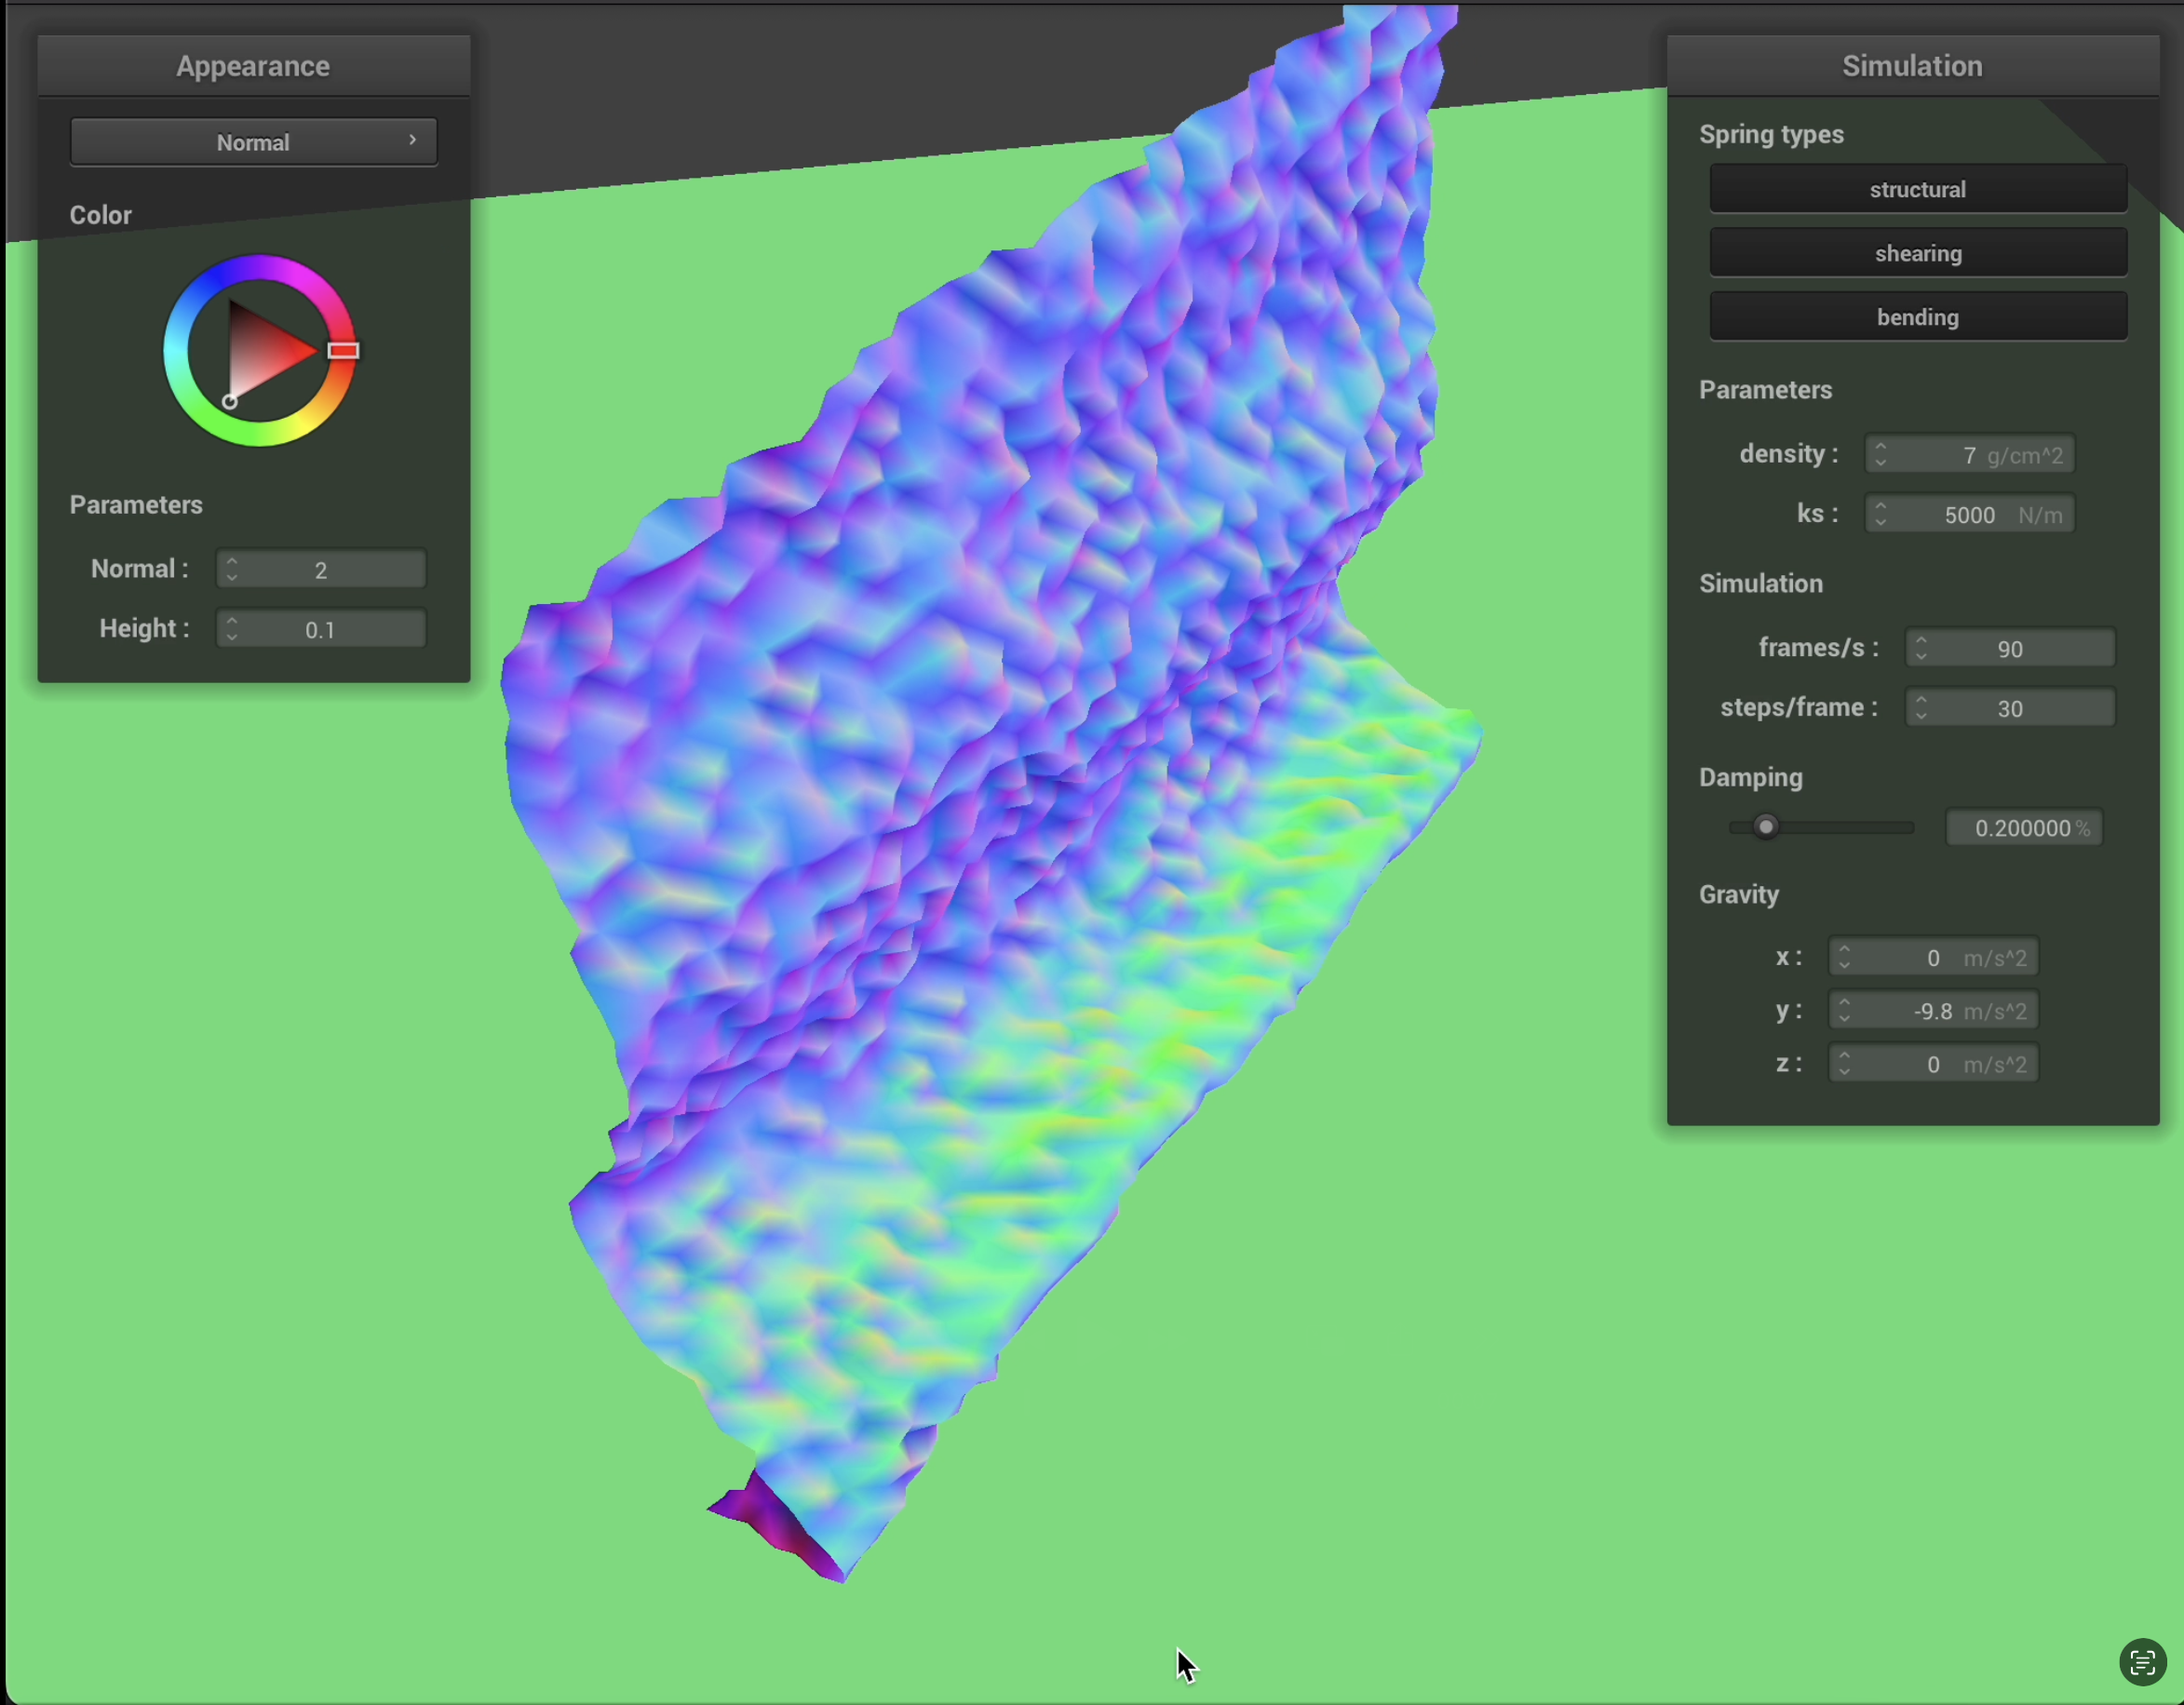 Appearance
Normal
Color
Parameters
Normal : 2
Height : 0.1
Simulation
Spring types
structural
shearing
bending
Parameters
density : 7 g/cm^2
ks : 5000 N/m
Simulation
frames/s : 90
steps/frame : 30
Damping
0.200000 %
Gravity
x : 0 m/s^2
y : -9.8 m/s^2
z : 0 m/s^2